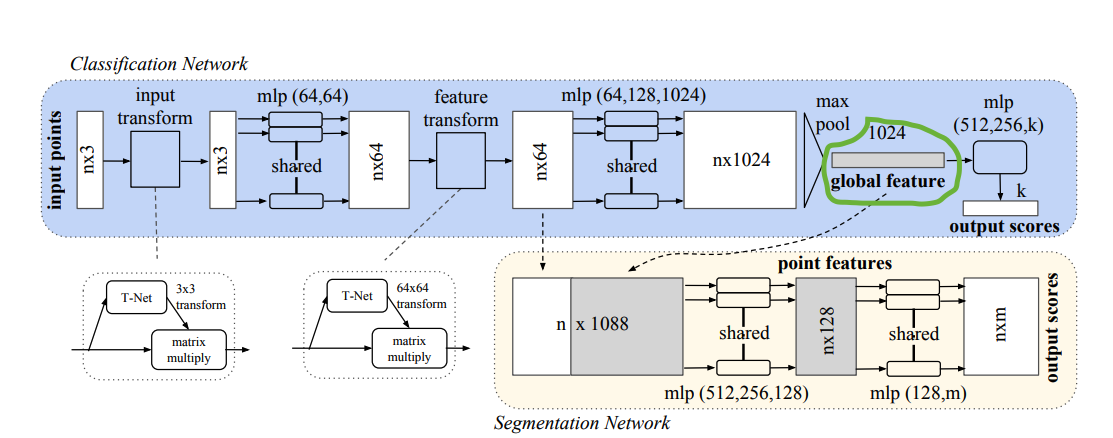 Classification Network
input points
nx3
input
transform
nx3
mlp (64,64)
shared
nx64
feature
transform
nx64
mlp (64,128,1024)
shared
nx1024
max
pool
1024
global feature
mlp
(512,256,k)
k
output scores
T-Net
3x3
transform
matrix
multiply
T-Net
64x64
transform
matrix
multiply
point features
n x 1088
shared
mlp (512,256,128)
nx128
shared
mlp (128,m)
nxm
output scores
Segmentation Network